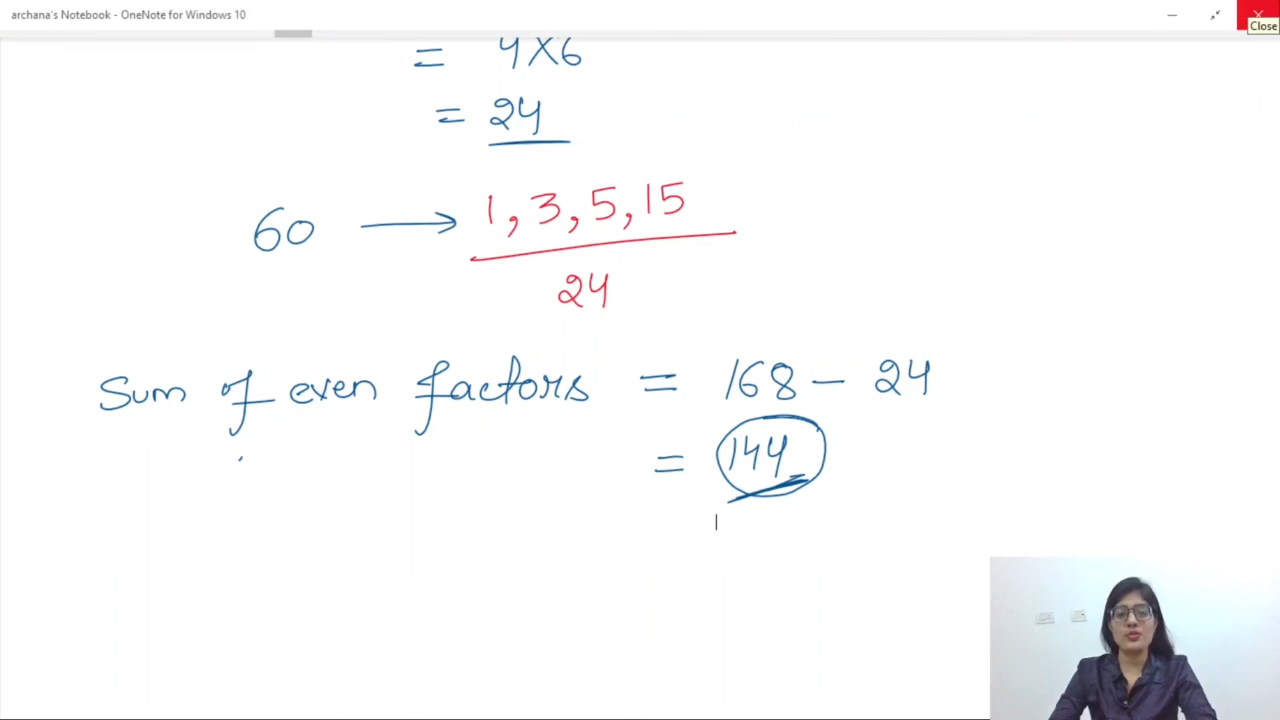 archana's Notebook - OneNote for Windows 10
Close
= 4X6
= 24
60 → 1, 3, 5, 15
24
Sum of even factors = 168 - 24
= 144